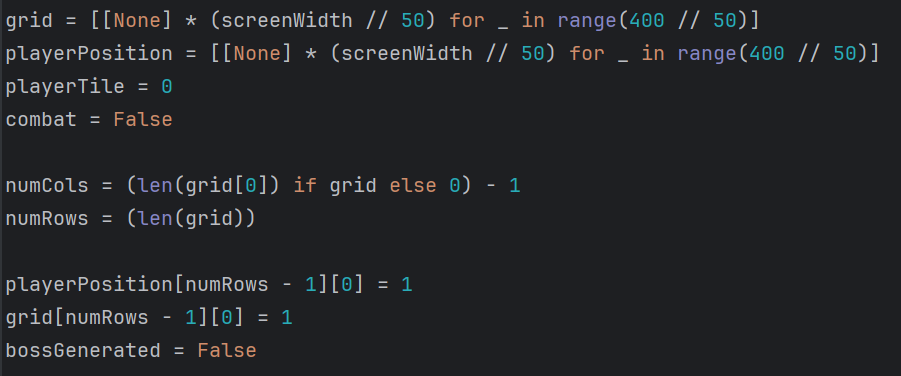 grid = [[None] * (screenWidth // 50) for _ in range(400 // 50)]
playerPosition = [[None] * (screenWidth // 50) for _ in range(400 // 50)]
playerTile = 0
combat = False
numCols = (len(grid[0]) if grid else 0) - 1
numRows = (len(grid))
playerPosition[numRows - 1][0] = 1
grid[numRows - 1][0] = 1
bossGenerated = False